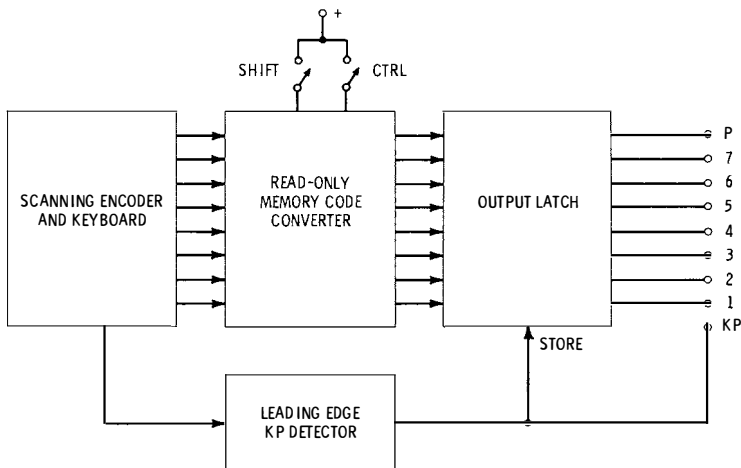 +
SHIFT
CTRL
SCANNING ENCODER
AND KEYBOARD
READ-ONLY
MEMORY CODE
CONVERTER
OUTPUT LATCH
P
7
6
5
4
3
2
1
KP
STORE
LEADING EDGE
KP DETECTOR